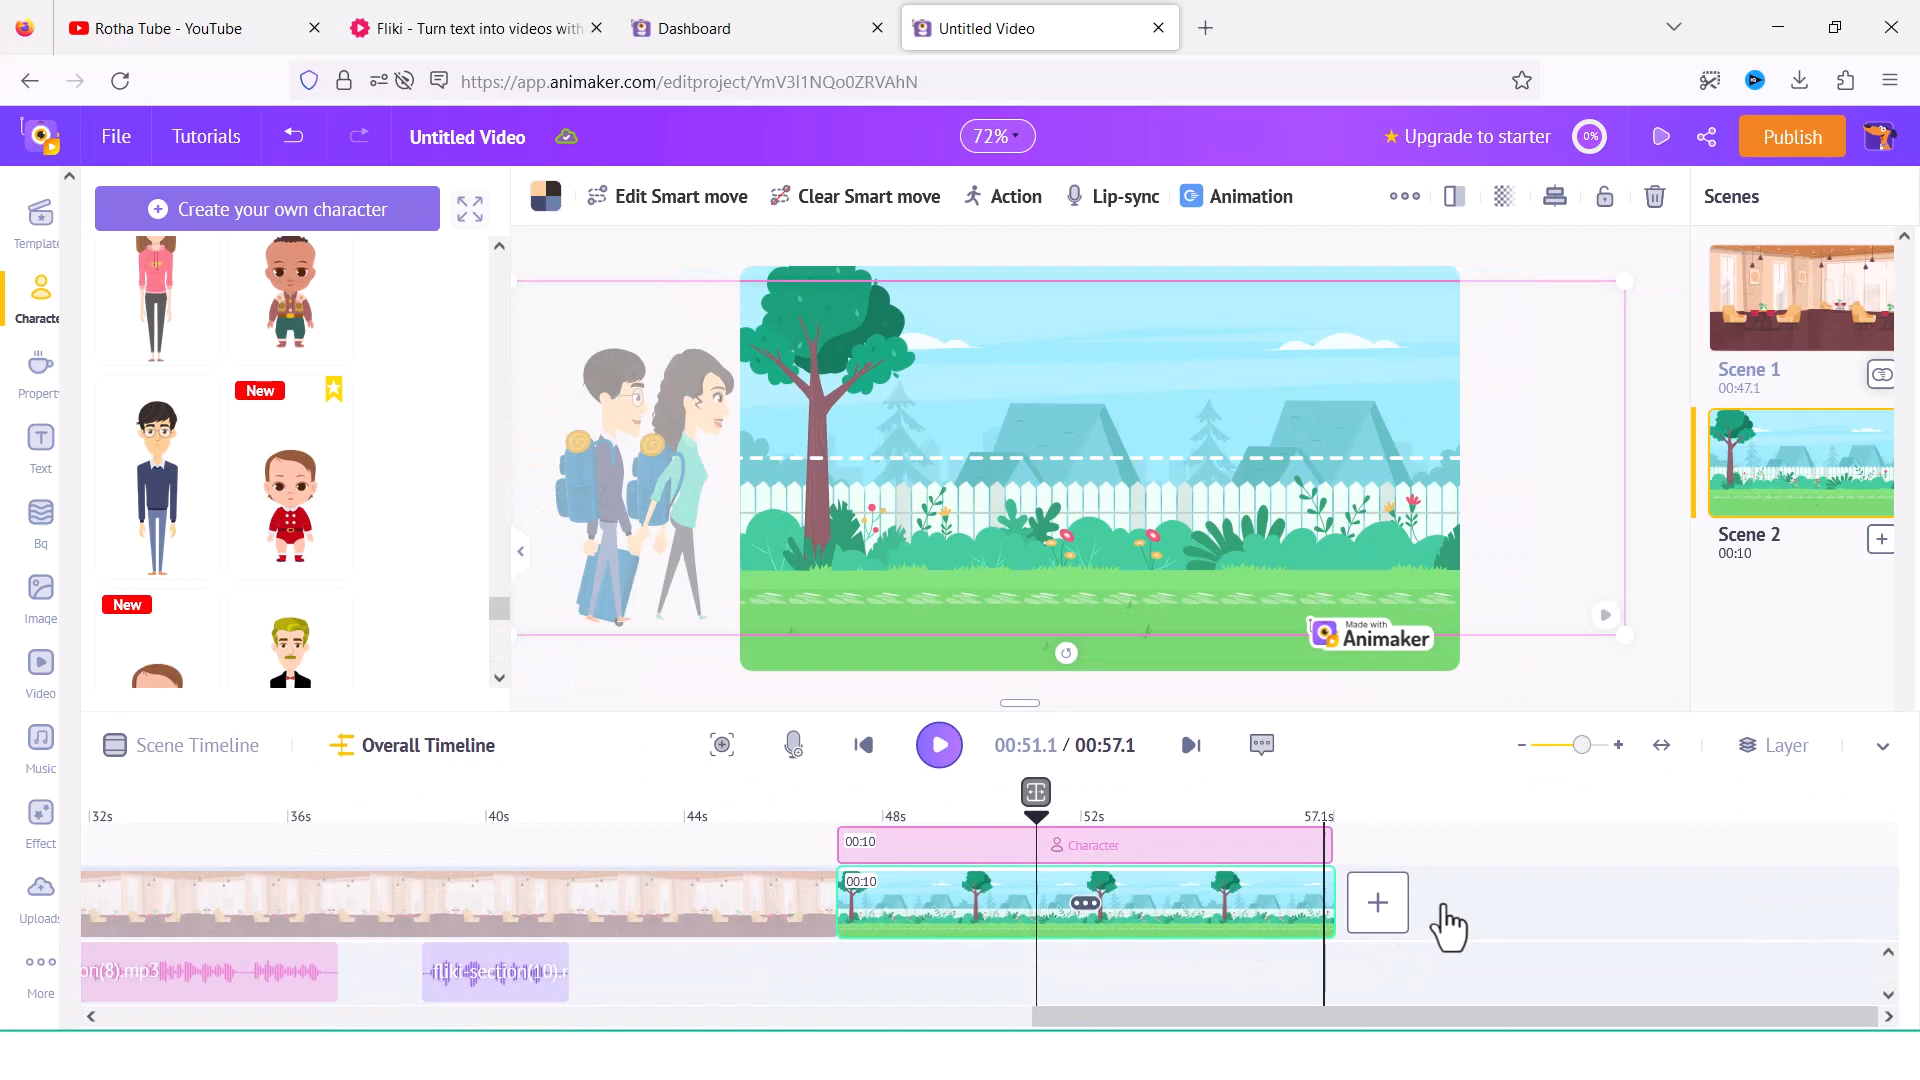 Rotha Tube - YouTube
Fliki - Turn text into videos with
Dashboard
Untitled Video
https://app.animaker.com/editproject/YmV3l1NQo0ZRVAhN
File
Tutorials
Untitled Video
72%
Upgrade to starter
0%
Publish
Create your own character
Edit Smart move
Clear Smart move
Action
Lip-sync
Animation
Scenes
Template
Characte
Property
Text
Bg
Image
Video
Music
Effect
Uploads
More
New
New
Made with
Animaker
Scene 1
00:47.1
Scene 2
00:10
Scene Timeline
Overall Timeline
00:51.1 / 00:57.1
Layer
32s
36s
40s
44s
48s
52s
57.1s
00:10
Character
00:10
on(8).mp3
fliki-section(10).r